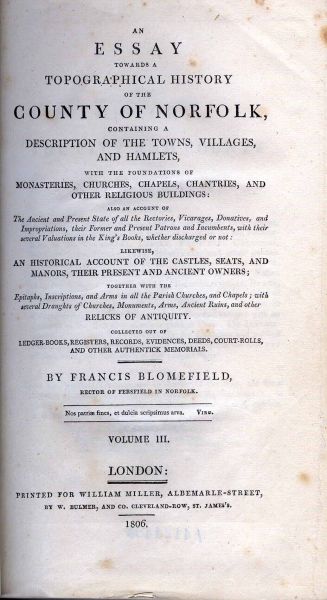 AN
ESSAY
TOWARDS A
TOPOGRAPHICAL HISTORY
OF THE
COUNTY OF NORFOLK,
CONTAINING A
DESCRIPTION OF THE TOWNS, VILLAGES,
AND HAMLETS,
WITH THE FOUNDATIONS OF
MONASTERIES, CHURCHES, CHAPELS, CHANTRIES, AND
OTHER RELIGIOUS BUILDINGS:
ALSO AN ACCOUNT OF
The Ancient and Present State of all the Rectories, Vicarages, Donatives, and
Impropriations, their Former and Present Patrons and Incumbents, with their
several Valuations in the King's Books, whether discharged or not:
LIKEWISE,
AN HISTORICAL ACCOUNT OF THE CASTLES, SEATS, AND
MANORS, THEIR PRESENT AND ANCIENT OWNERS;
TOGETHER WITH THE
Epitaphs, Inscriptions, and Arms in all the Parish Churches, and Chapels; with
several Draughts of Churches, Monuments, Arms, Ancient Ruins, and other
RELICKS OF ANTIQUITY.
COLLECTED OUT OF
LEDGER-BOOKS, REGISTERS, RECORDS, EVIDENCES, DEEDS, COURT-ROLLS,
AND OTHER AUTHENTICK MEMORIALS.
BY FRANCIS BLOMEFIELD,
RECTOR OF FERSFIELD IN NORFOLK.
Nos patriæ fines, et dulcia scripsimus arva. VIRG.
VOLUME III.
LONDON:
PRINTED FOR WILLIAM MILLER, ALBEMARLE-STREET,
BY W. BULMER, AND CO. CLEVELAND-ROW, ST. JAMES'S.
1806.